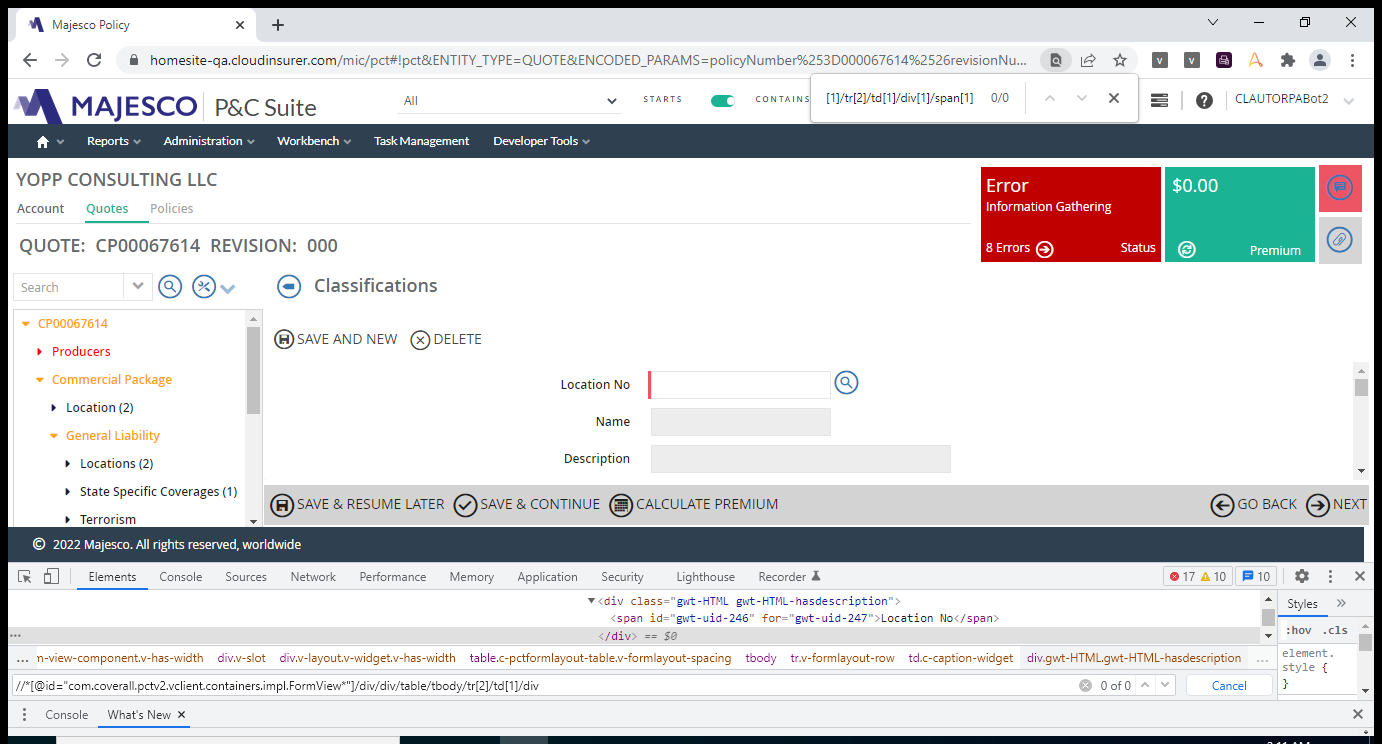 Majesco Policy
homesite-qa.cloudinsurer.com/mic/pct#!pct&ENTITY_TYPE=QUOTE&ENCODED_PARAMS=policyNumber%253D000067614%2526revisionNu...
MAJESCO P&C Suite
All
STARTS
CONTAINS
[1]/tr[2]/td[1]/div[1]/span[1] 0/0
CLAUTORPABot2
Reports Administration Workbench Task Management Developer Tools
YOPP CONSULTING LLC
Account Quotes Policies
Error
Information Gathering
8 Errors Status
$0.00
Premium
QUOTE: CP00067614 REVISION: 000
Search
Classifications
CP00067614
Producers
Commercial Package
Location (2)
General Liability
Locations (2)
State Specific Coverages (1)
Terrorism
SAVE AND NEW DELETE
Location No
Name
Description
SAVE & RESUME LATER SAVE & CONTINUE CALCULATE PREMIUM GO BACK NEXT
© 2022 Majesco. All rights reserved, worldwide
Elements Console Sources Network Performance Memory Application Security Lighthouse Recorder 17 10 10
<div class="gwt-HTML gwt-HTML-hasdescription">
<span id="gwt-uid-246" for="gwt-uid-247">Location No</span>
</div> == $0
Styles
:hov .cls
element.
style {
}
... m-view-component.v-has-width div.v-slot div.v-layout.v-widget.v-has-width table.c-pctformlayout-table.v-formlayout-spacing tbody tr.v-formlayout-row td.c-caption-widget div.gwt-HTML.gwt-HTML-hasdescription ...
//*[@id="com.coverall.pctv2.vclient.containers.impl.FormView*"]/div/div/table/tbody/tr[2]/td[1]/div 0 of 0 Cancel
Console What's New